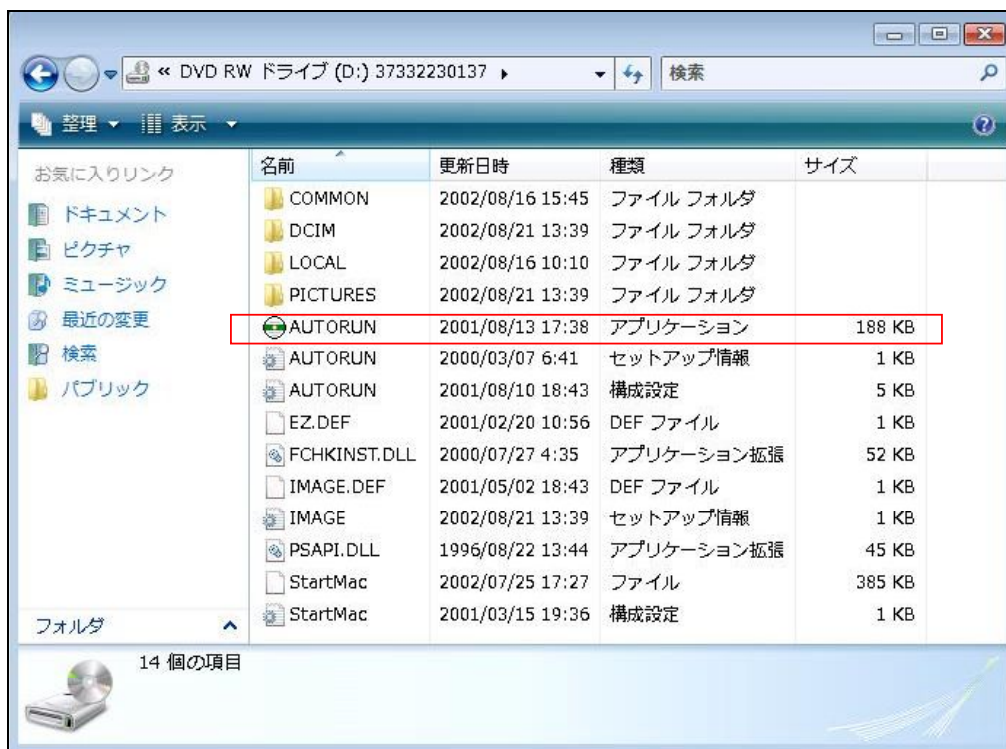 « DVD RW ドライブ (D:) 37332230137 検索
整理 表示
お気に入りリンク
ドキュメント
ピクチャ
ミュージック
最近の変更
検索
パブリック
フォルダ
名前 更新日時 種類 サイズ
COMMON 2002/08/16 15:45 ファイル フォルダ
DCIM 2002/08/21 13:39 ファイル フォルダ
LOCAL 2002/08/16 10:10 ファイル フォルダ
PICTURES 2002/08/21 13:39 ファイル フォルダ
AUTORUN 2001/08/13 17:38 アプリケーション 188 KB
AUTORUN 2000/03/07 6:41 セットアップ情報 1 KB
AUTORUN 2001/08/10 18:43 構成設定 5 KB
EZ.DEF 2001/02/20 10:56 DEF ファイル 1 KB
FCHKINST.DLL 2000/07/27 4:35 アプリケーション拡張 52 KB
IMAGE.DEF 2001/05/02 18:43 DEF ファイル 1 KB
IMAGE 2002/08/21 13:39 セットアップ情報 1 KB
PSAPI.DLL 1996/08/22 13:44 アプリケーション拡張 45 KB
StartMac 2002/07/25 17:27 ファイル 385 KB
StartMac 2001/03/15 19:36 構成設定 1 KB
14 個の項目